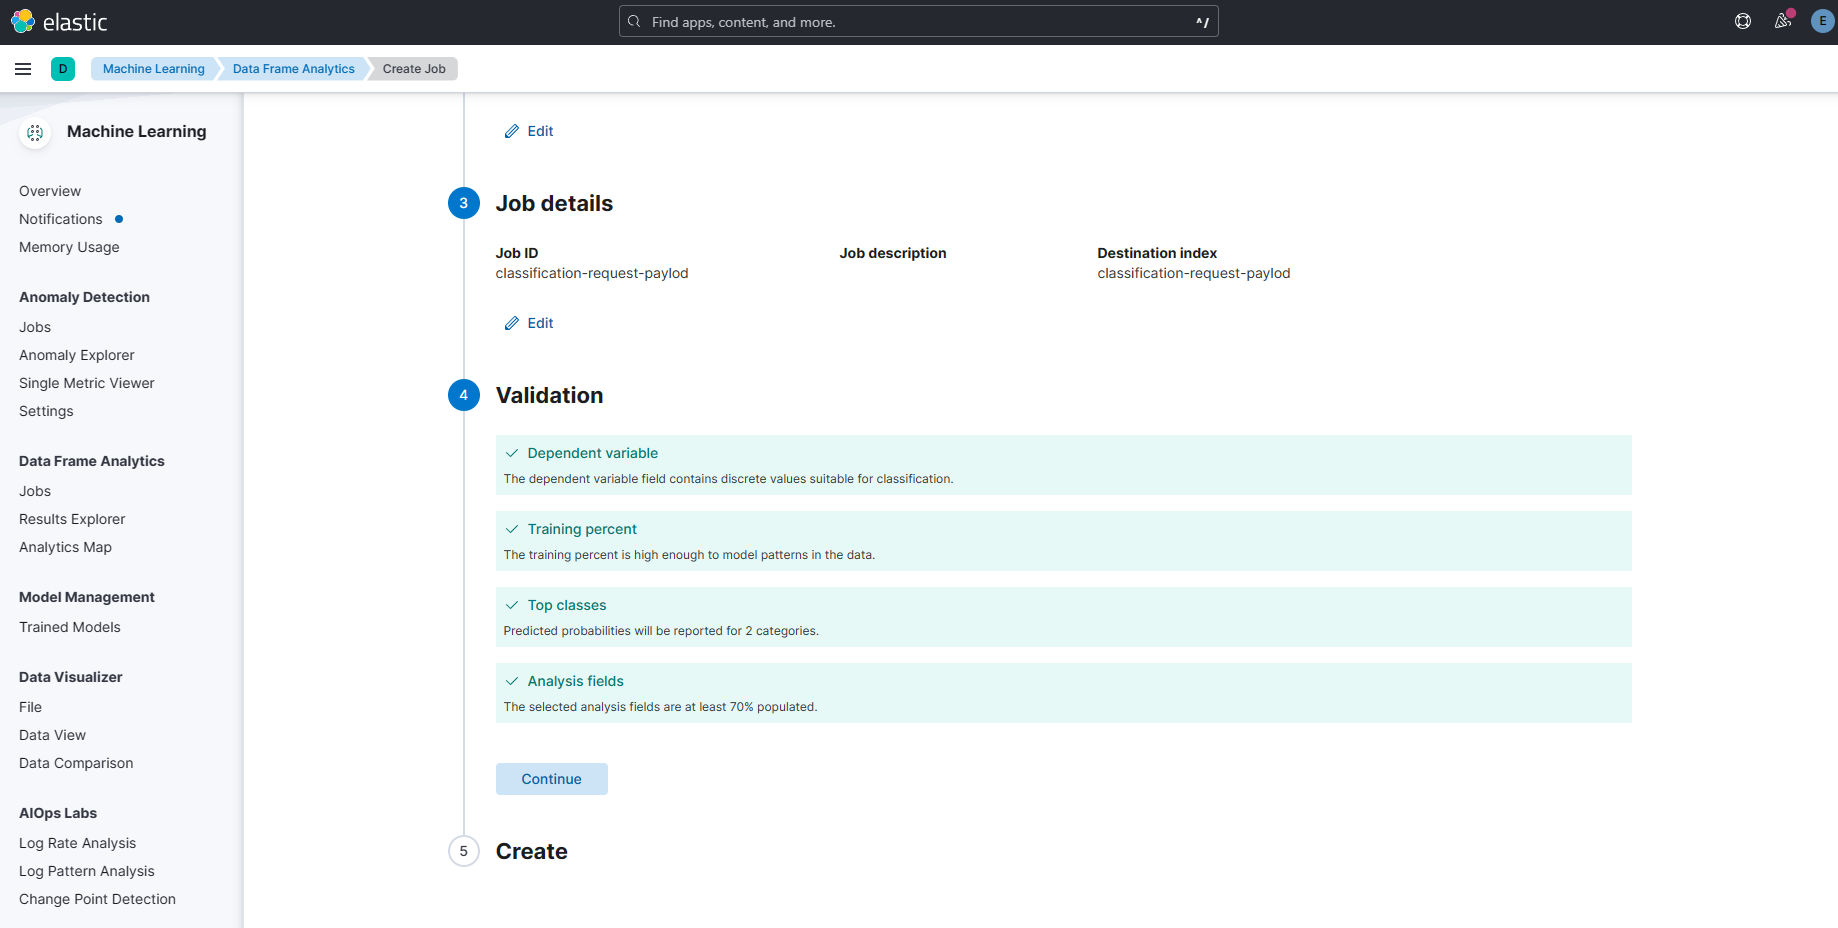 elastic
Find apps, content, and more.
^/
E
D
Machine Learning
Data Frame Analytics
Create Job
Machine Learning
Overview
Notifications
Memory Usage
Anomaly Detection
Jobs
Anomaly Explorer
Single Metric Viewer
Settings
Data Frame Analytics
Jobs
Results Explorer
Analytics Map
Model Management
Trained Models
Data Visualizer
File
Data View
Data Comparison
AIOps Labs
Log Rate Analysis
Log Pattern Analysis
Change Point Detection
Edit
3 Job details
Job ID
classification-request-paylod
Job description
Destination index
classification-request-paylod
Edit
4 Validation
Dependent variable
The dependent variable field contains discrete values suitable for classification.
Training percent
The training percent is high enough to model patterns in the data.
Top classes
Predicted probabilities will be reported for 2 categories.
Analysis fields
The selected analysis fields are at least 70% populated.
Continue
5 Create